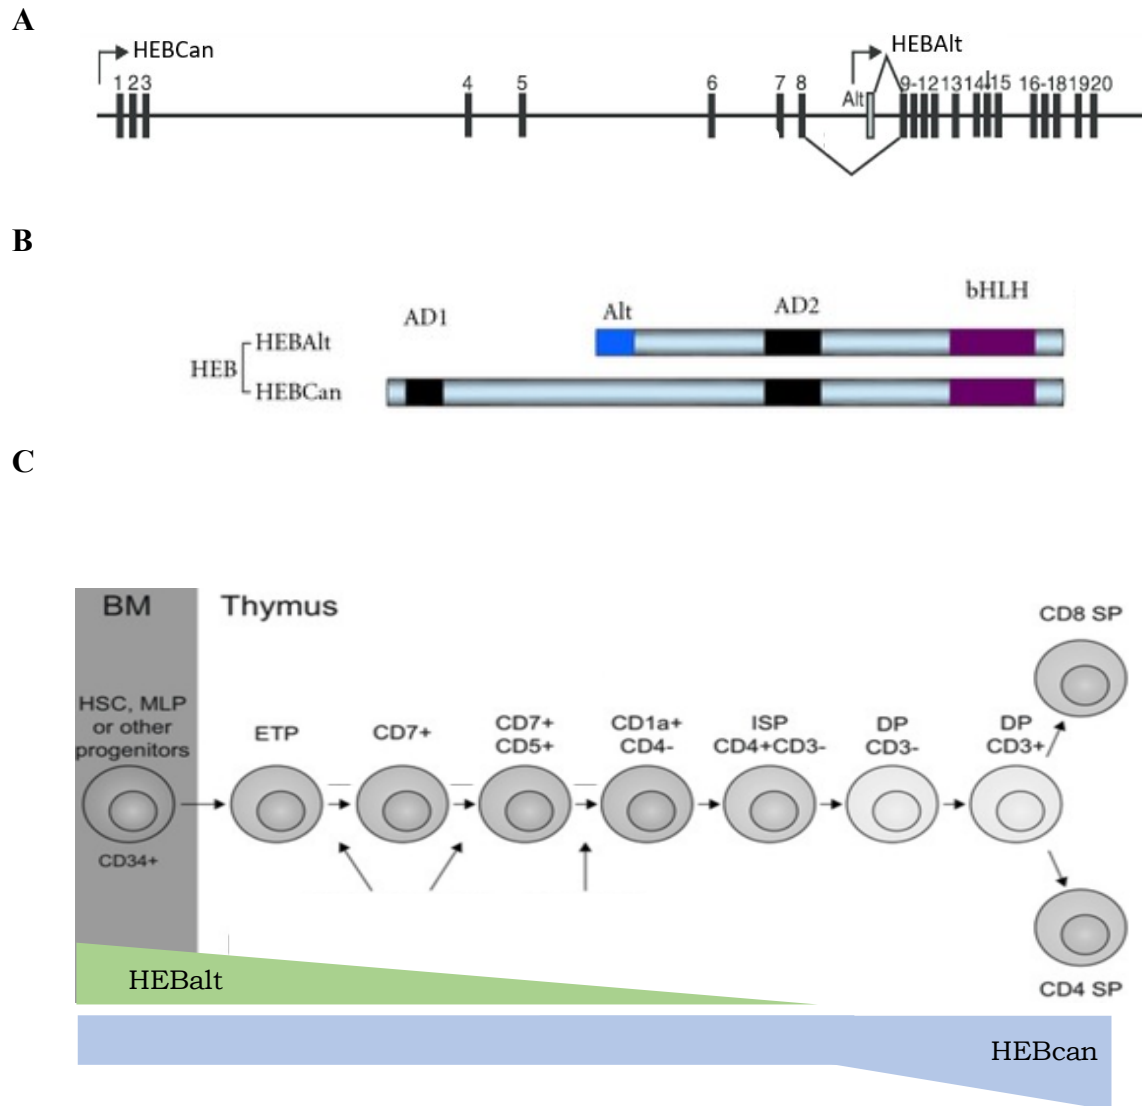 A
HEBCan
HEBAlt
1 2 3 4 5 6 7 8 Alt 9-12 13 14 15 16-18 19 20
B
AD1 Alt AD2 bHLH
HEB
HEBAlt
HEBCan
C
BM Thymus
CD8 SP
HSC, MLP
or other
progenitors
ETP
CD7+
CD7+
CD5+
CD1a+
CD4-
ISP
CD4+CD3-
DP
CD3-
DP
CD3+
CD34+
HEBalt
CD4 SP
HEBcan